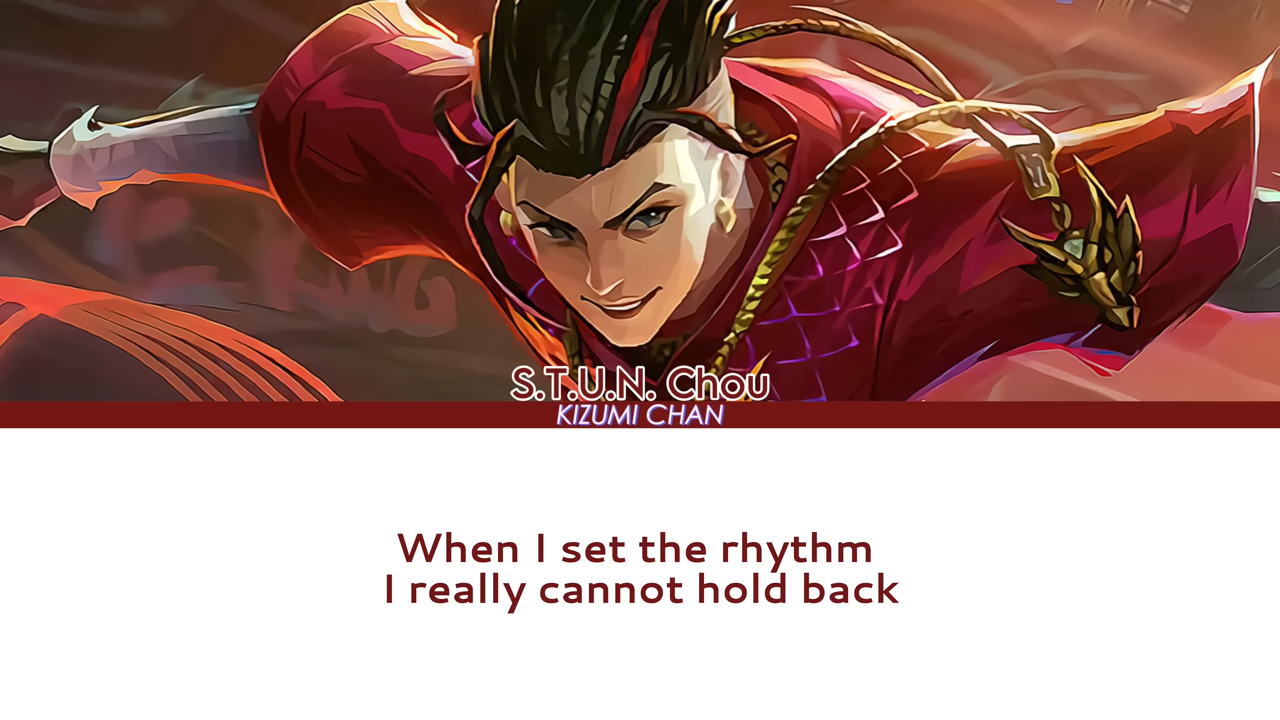 S.T.U.N. Chou
KIZUMI CHAN
When I set the rhythm
I really cannot hold back